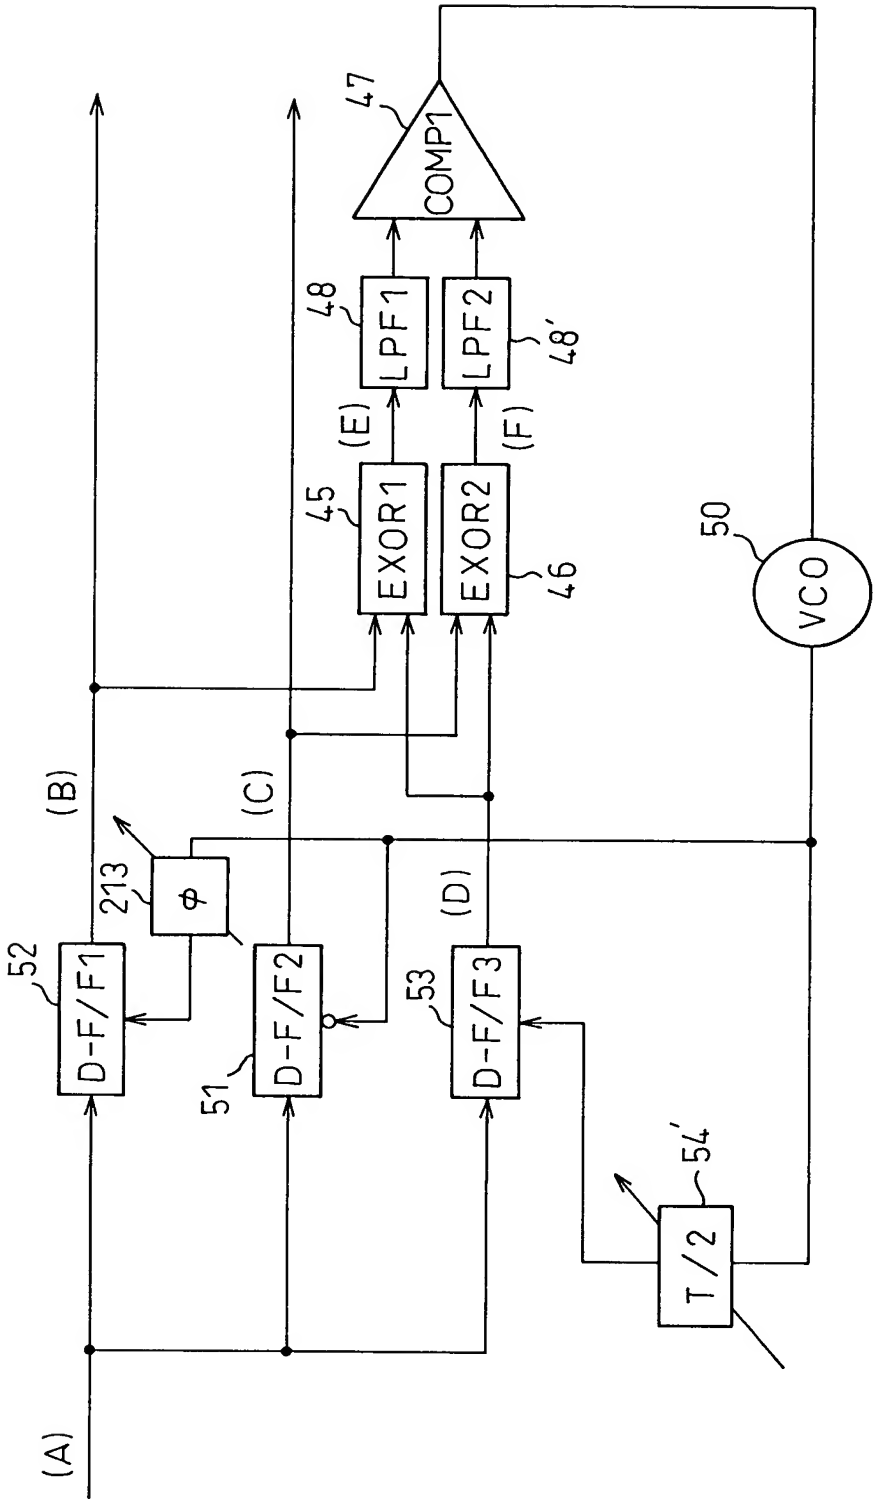 (A)
52
D-F/F1
(B)
213
ϕ
51
D-F/F2
(C)
53
D-F/F3
(D)
54'
T/2
45
EXOR1
(E)
48
LPF1
47
COMP1
EXOR2
46
(F)
LPF2
48'
50
VCO